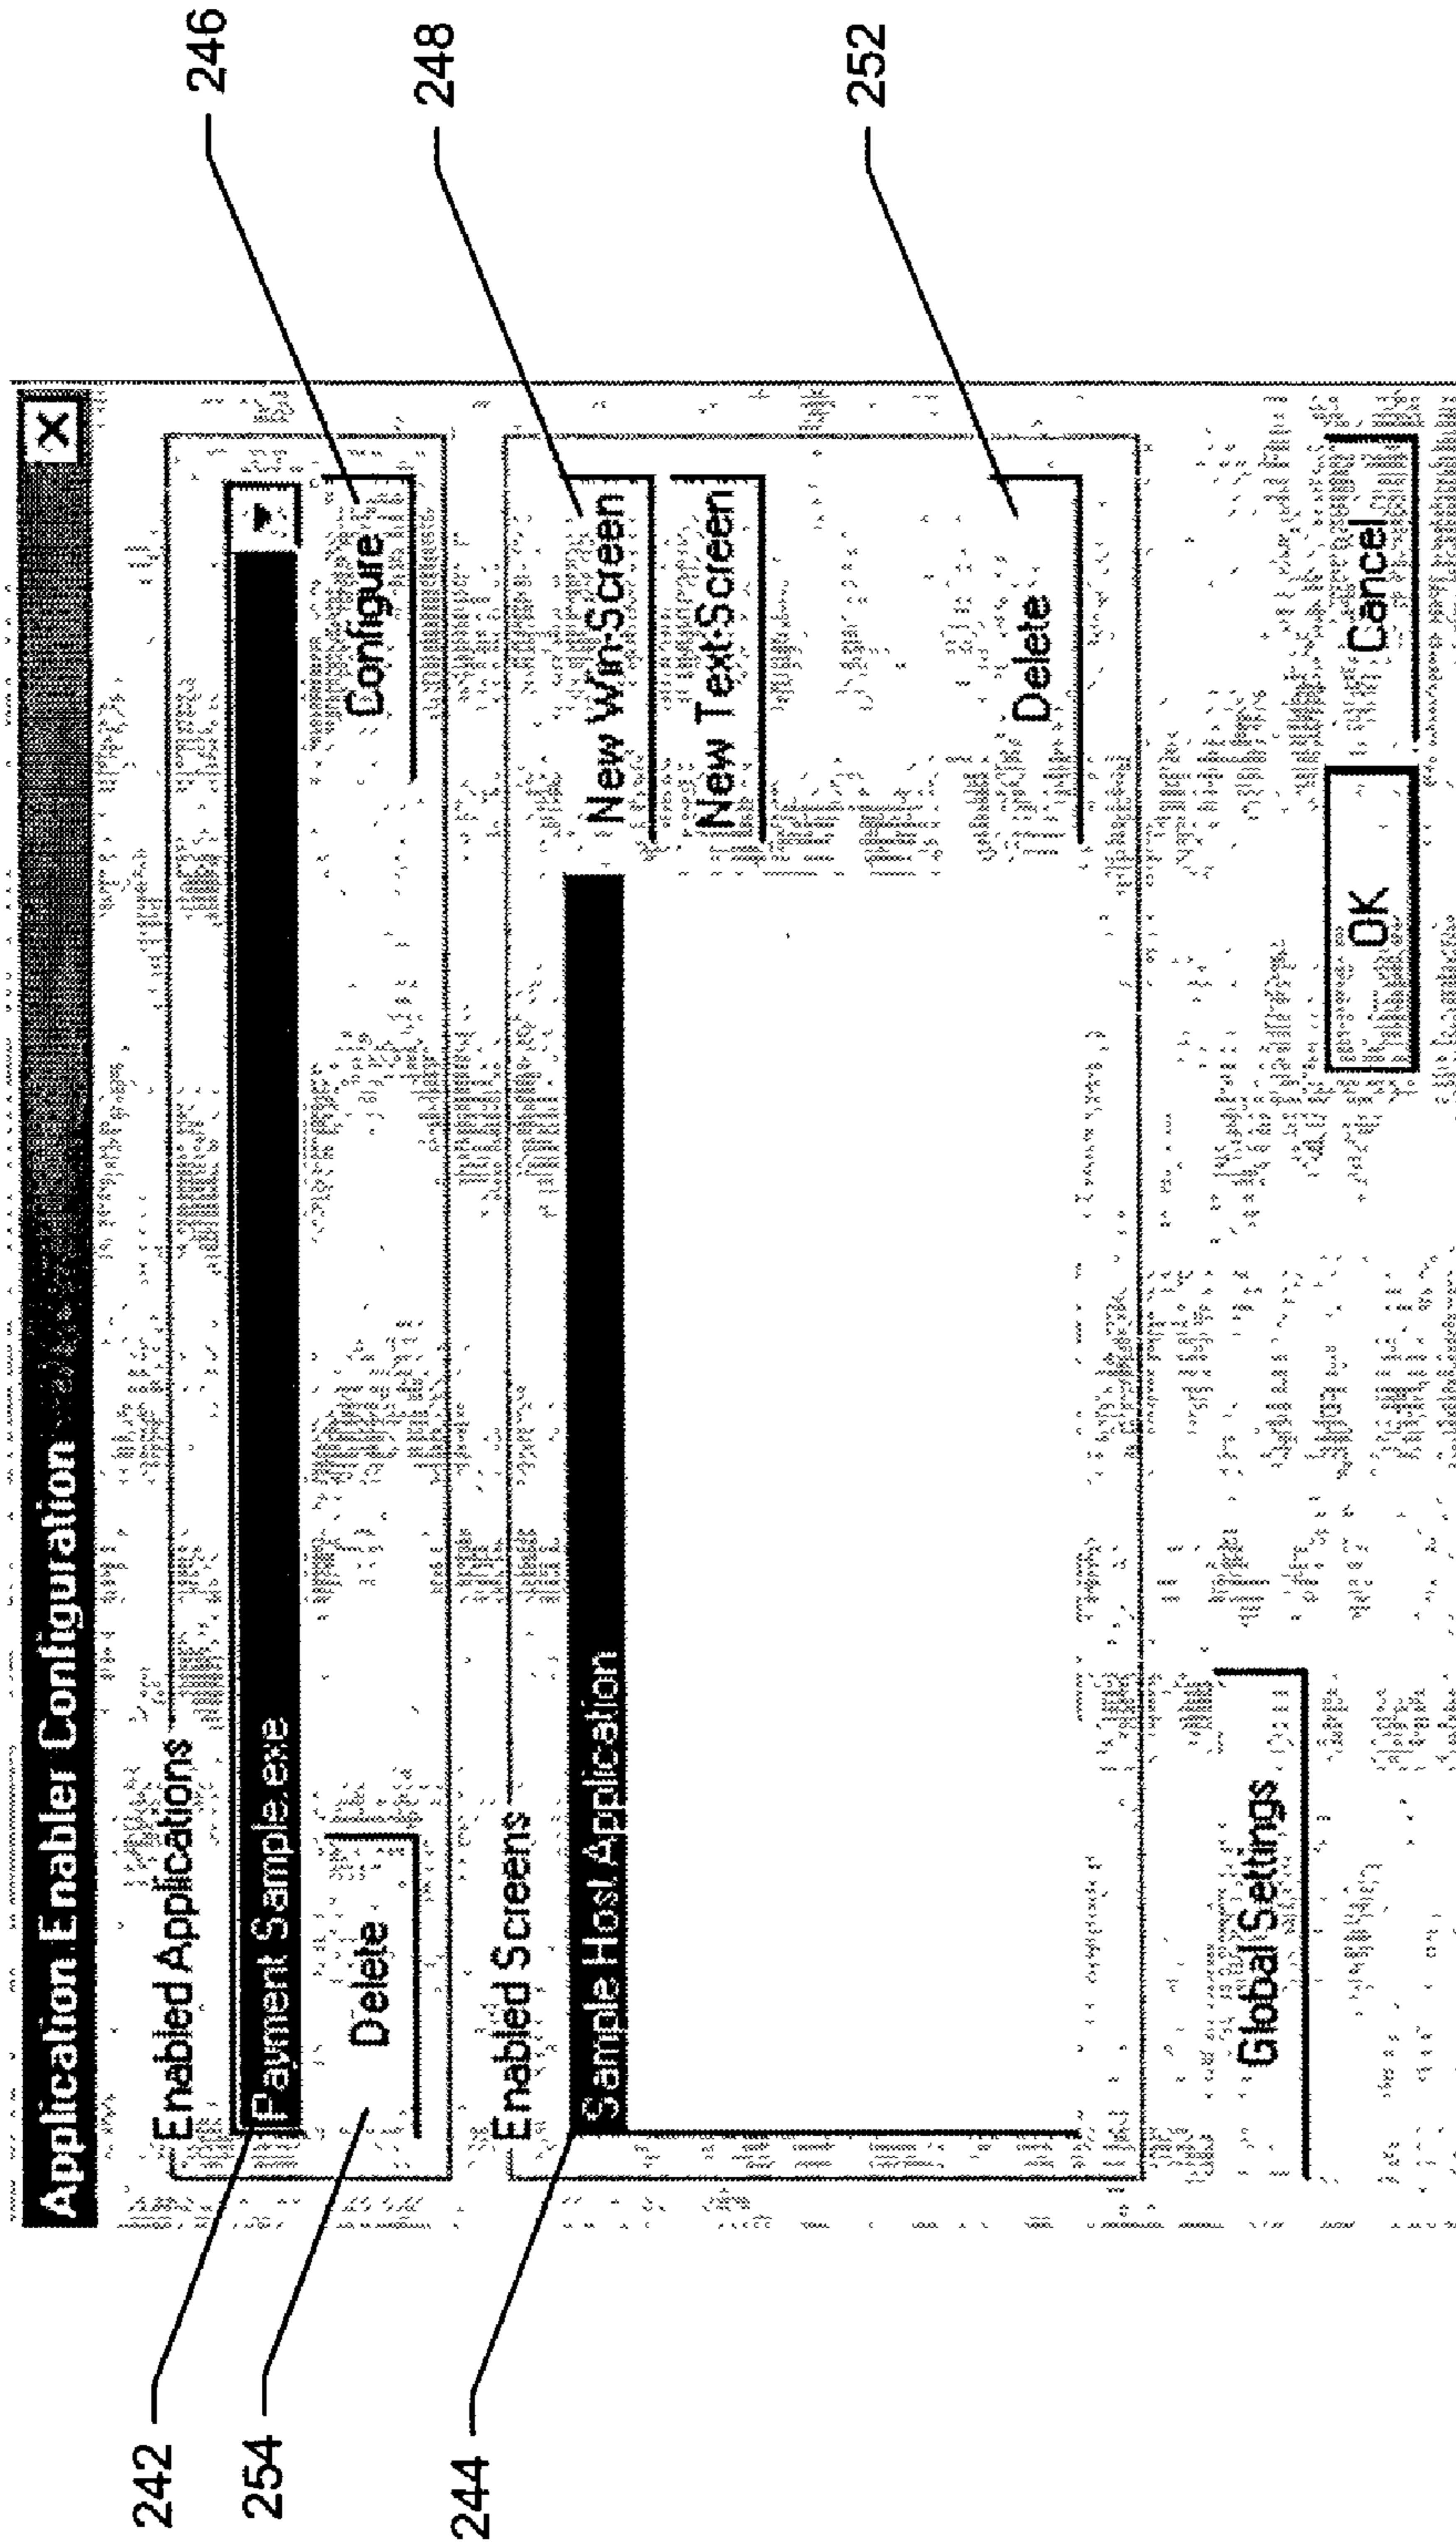 Application Enabler Configuration
X
Enabled Applications
242
Payment Sample.exe
254
Delete
Configure
246
Enabled Screens
244
Sample Host Application
New Win-Screen
248
New Text-Screen
Delete
252
Global Settings
OK
Cancel